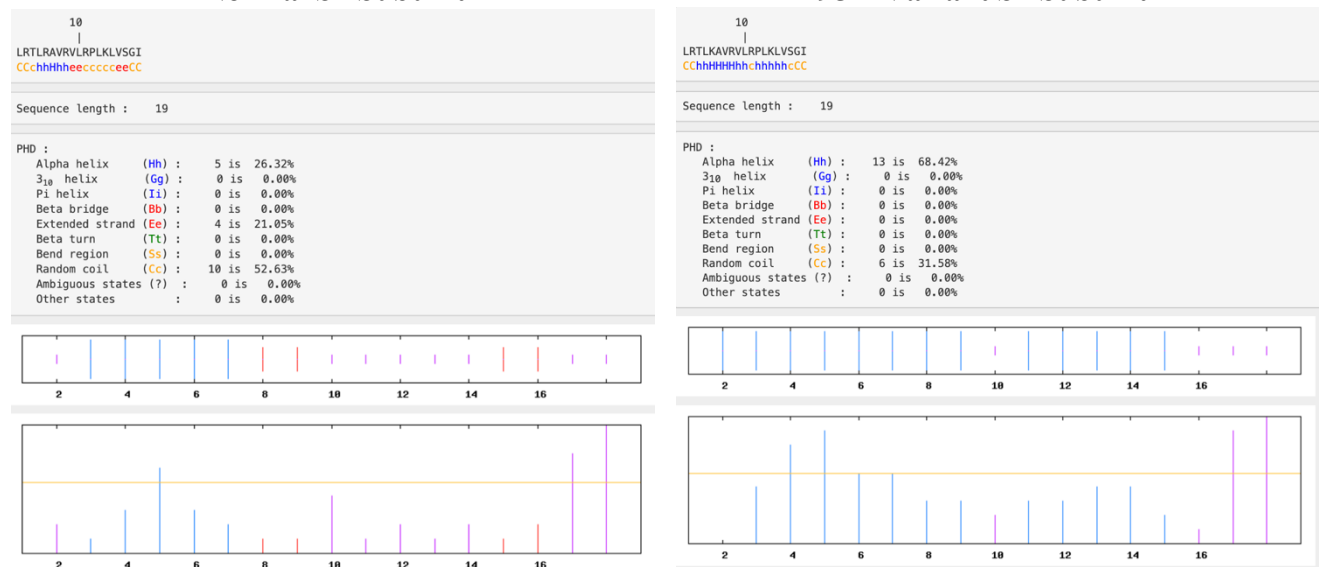 10
|
LRTLRAVRVLRPLKLVSGI
CCchhHhheeccccceeCC
Sequence length : 19
PHD :
Alpha helix (Hh) : 5 is 26.32%
3₁₀ helix (Gg) : 0 is 0.00%
Pi helix (Ii) : 0 is 0.00%
Beta bridge (Bb) : 0 is 0.00%
Extended strand (Ee) : 4 is 21.05%
Beta turn (Tt) : 0 is 0.00%
Bend region (Ss) : 0 is 0.00%
Random coil (Cc) : 10 is 52.63%
Ambiguous states (?) : 0 is 0.00%
Other states : 0 is 0.00%
2 4 6 8 10 12 14 16
2 4 6 8 10 12 14 16
10
|
LRTLKAVRVLRPLKLVSGI
CChhHHHHhhchhhhhcCCC
Sequence length : 19
PHD :
Alpha helix (Hh) : 13 is 68.42%
3₁₀ helix (Gg) : 0 is 0.00%
Pi helix (Ii) : 0 is 0.00%
Beta bridge (Bb) : 0 is 0.00%
Extended strand (Ee) : 0 is 0.00%
Beta turn (Tt) : 0 is 0.00%
Bend region (Ss) : 0 is 0.00%
Random coil (Cc) : 6 is 31.58%
Ambiguous states (?) : 0 is 0.00%
Other states : 0 is 0.00%
2 4 6 8 10 12 14 16
2 4 6 8 10 12 14 16